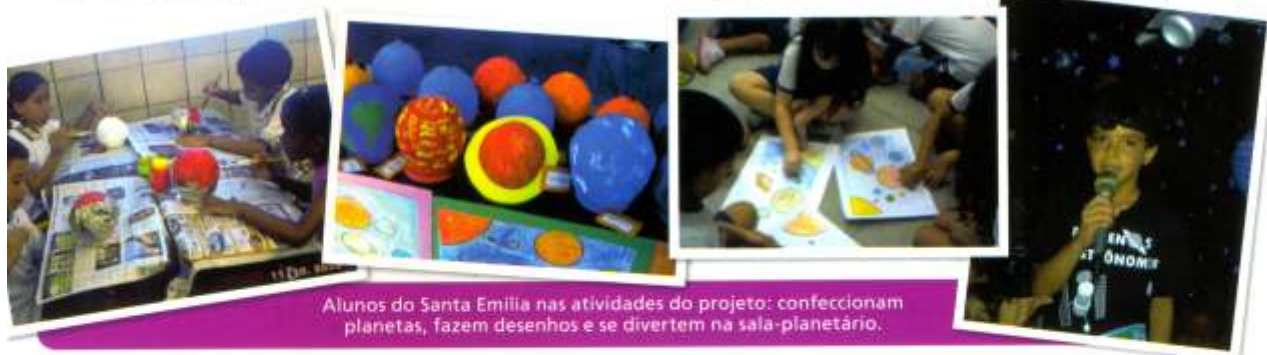 Alunos do Santa Emília nas atividades do projeto: confeccionam
planetas, fazem desenhos e se divertem na sala-planetário.